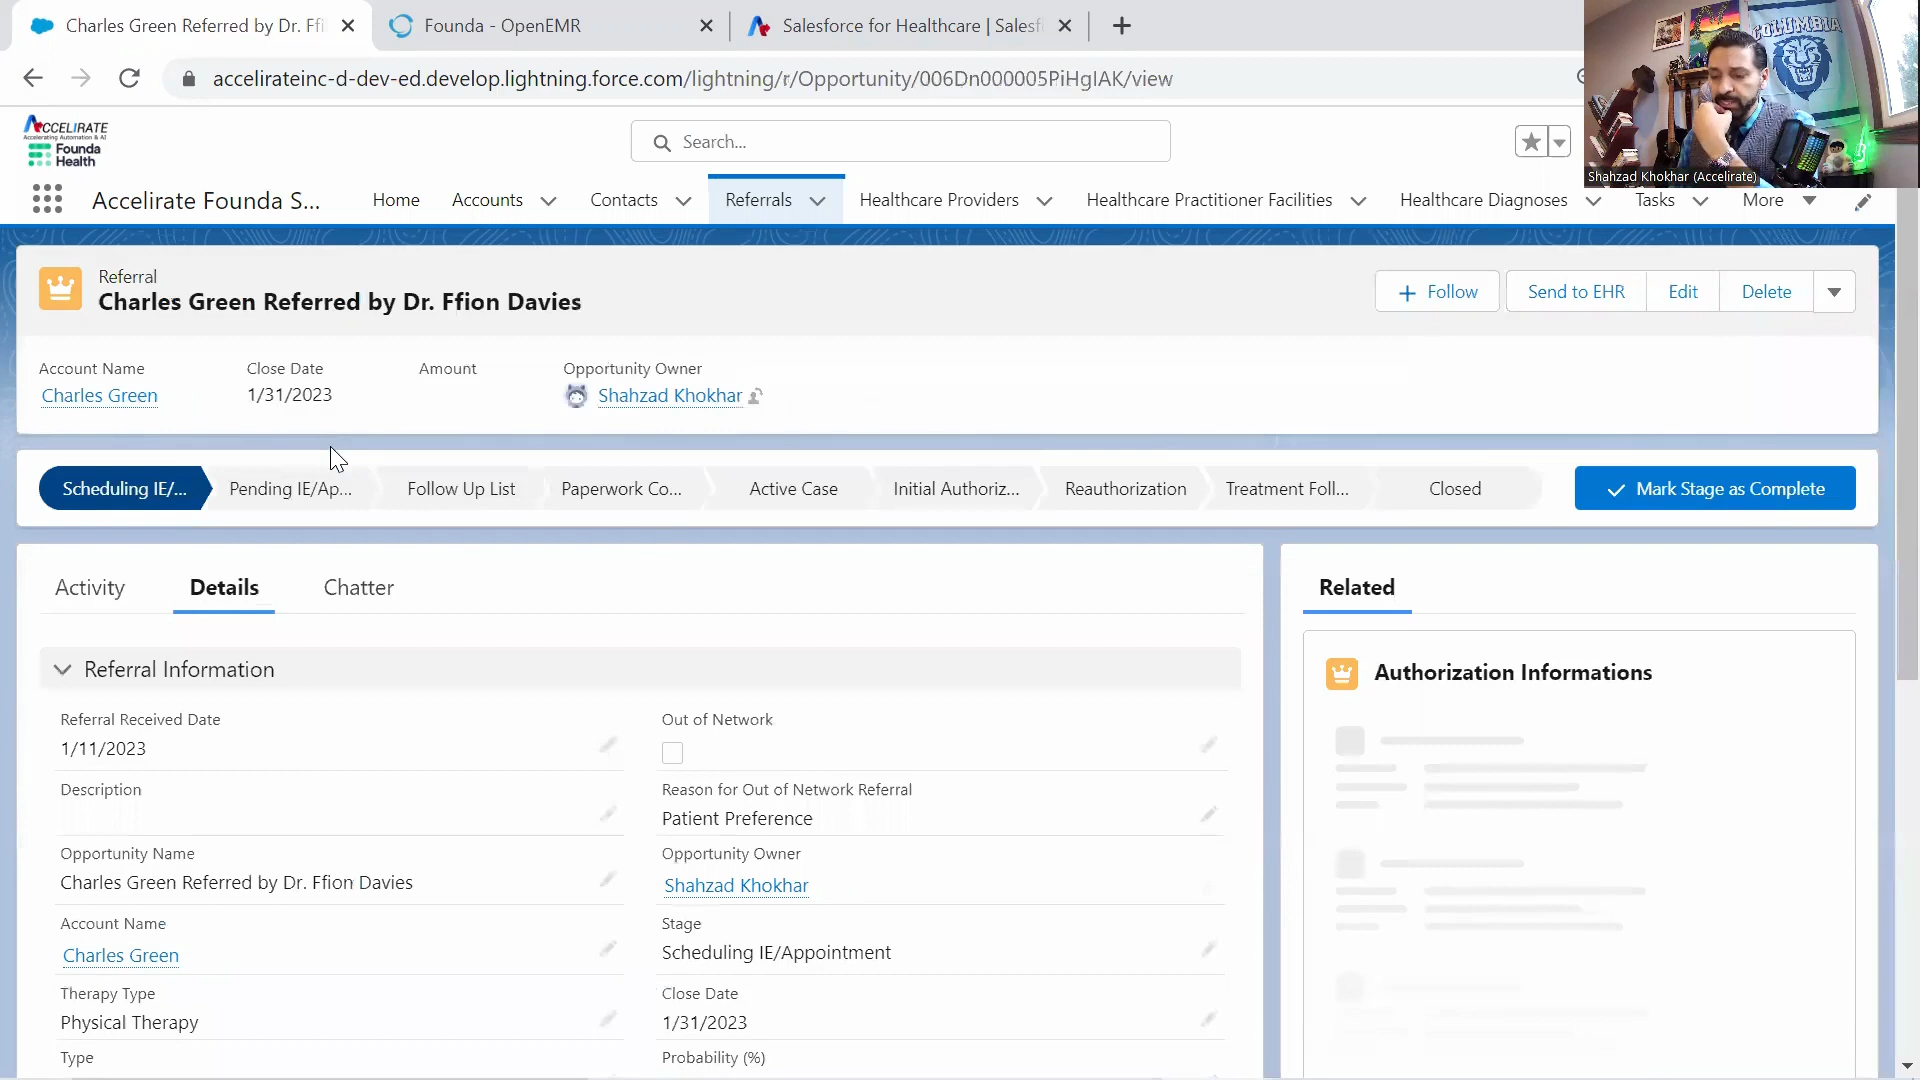 Charles Green Referred by Dr. Ffi
Founda - OpenEMR
Salesforce for Healthcare | Salesf
accelirateinc-d-dev-ed.develop.lightning.force.com/lightning/r/Opportunity/006Dn000005PiHgIAK/view
COLUMBIA
Shahzad Khokhar (Accelirate)
ACCELIRATE
Accelerating Automation & AI
Founda
Health
Search...
Accelirate Founda S...
Home
Accounts
Contacts
Referrals
Healthcare Providers
Healthcare Practitioner Facilities
Healthcare Diagnoses
Tasks
More
Referral
Charles Green Referred by Dr. Ffion Davies
Follow
Send to EHR
Edit
Delete
Account Name
Charles Green
Close Date
1/31/2023
Amount
Opportunity Owner
Shahzad Khokhar
Scheduling IE/...
Pending IE/Ap...
Follow Up List
Paperwork Co...
Active Case
Initial Authoriz...
Reauthorization
Treatment Foll...
Closed
Mark Stage as Complete
Activity
Details
Chatter
Related
Referral Information
Authorization Informations
Referral Received Date
1/11/2023
Out of Network
Description
Reason for Out of Network Referral
Patient Preference
Opportunity Name
Charles Green Referred by Dr. Ffion Davies
Opportunity Owner
Shahzad Khokhar
Account Name
Charles Green
Stage
Scheduling IE/Appointment
Therapy Type
Physical Therapy
Close Date
1/31/2023
Type
Probability (%)